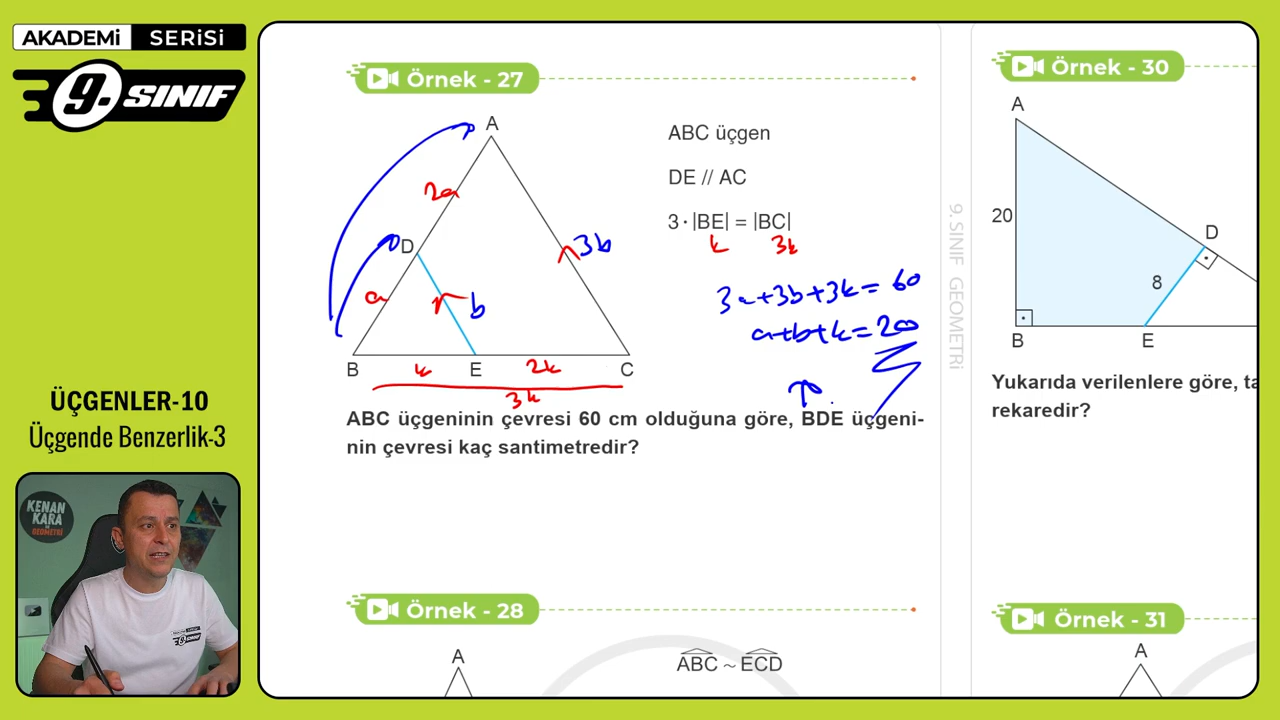 AKADEMİ SERİSİ
9. SINIF
ÜÇGENLER-10
Üçgende Benzerlik-3
KENAN
KARA
GEOMETRİ
Örnek - 27
A
2a
D
a
b
3b
B
k
E
2k
C
3k
ABC üçgen
DE // AC
3 · |BE| = |BC|
k 3k
3a+3b+3k=60
a+b+k=20
ABC üçgeninin çevresi 60 cm olduğuna göre, BDE üçgeni-
nin çevresi kaç santimetredir?
Örnek - 28
A
ABC ~ ECD
9. SINIF GEOMETRİ
Örnek - 30
A
20
D
8
B
E
Yukarıda verilenlere göre, ta
rekaredir?
Örnek - 31
A